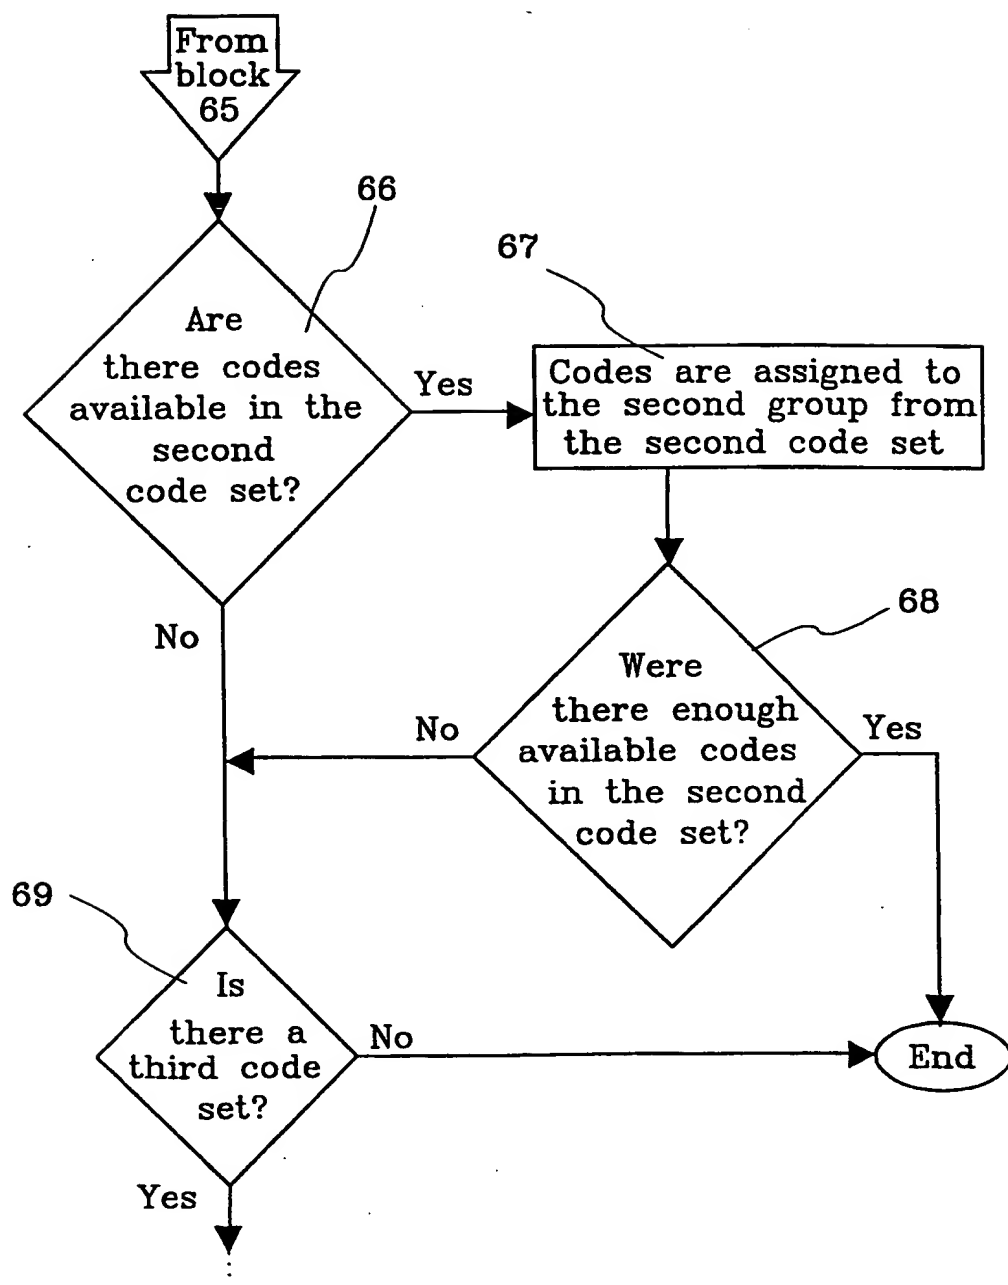 From
block
65
66
Are
there codes
available in the
second
code set?
Yes
67
Codes are assigned to
the second group from
the second code set
No
68
Were
there enough
available codes
in the second
code set?
No
Yes
69
Is
there a
third code
set?
No
End
Yes